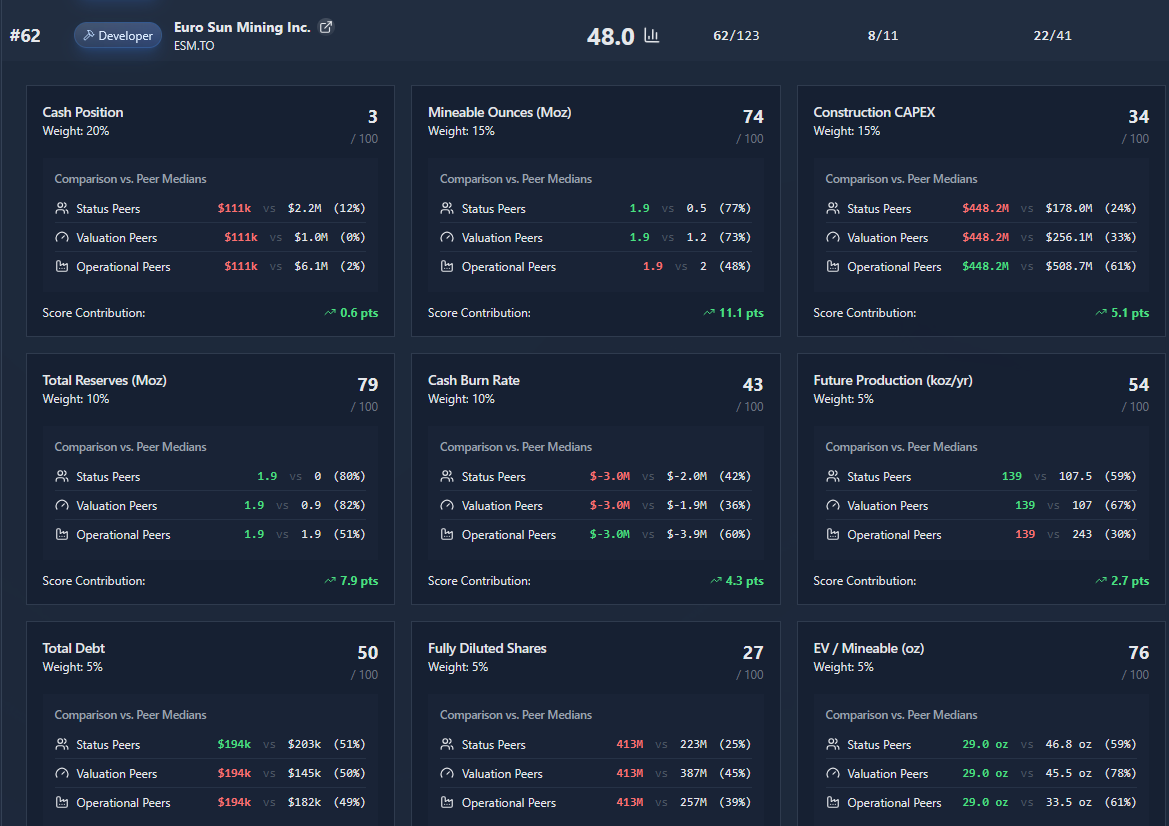 #62 Developer Euro Sun Mining Inc. 48.0 62/123 8/11 22/41
ESM.TO
Cash Position 3
Weight: 20%
/ 100
Comparison vs. Peer Medians
Status Peers $111k vs $2.2M (12%)
Valuation Peers $111k vs $1.0M (0%)
Operational Peers $111k vs $6.1M (2%)
Score Contribution: 0.6 pts
Mineable Ounces (Moz) 74
Weight: 15%
/ 100
Comparison vs. Peer Medians
Status Peers 1.9 vs 0.5 (77%)
Valuation Peers 1.9 vs 1.2 (73%)
Operational Peers 1.9 vs 2 (48%)
Score Contribution: 11.1 pts
Construction CAPEX 34
Weight: 15%
/ 100
Comparison vs. Peer Medians
Status Peers $448.2M vs $178.0M (24%)
Valuation Peers $448.2M vs $256.1M (33%)
Operational Peers $448.2M vs $508.7M (61%)
Score Contribution: 5.1 pts
Total Reserves (Moz) 79
Weight: 10%
/ 100
Comparison vs. Peer Medians
Status Peers 1.9 vs 0 (80%)
Valuation Peers 1.9 vs 0.9 (82%)
Operational Peers 1.9 vs 1.9 (51%)
Score Contribution: 7.9 pts
Cash Burn Rate 43
Weight: 10%
/ 100
Comparison vs. Peer Medians
Status Peers $-3.0M vs $-2.0M (42%)
Valuation Peers $-3.0M vs $-1.9M (36%)
Operational Peers $-3.0M vs $-3.9M (60%)
Score Contribution: 4.3 pts
Future Production (koz/yr) 54
Weight: 5%
/ 100
Comparison vs. Peer Medians
Status Peers 139 vs 107.5 (59%)
Valuation Peers 139 vs 107 (67%)
Operational Peers 139 vs 243 (30%)
Score Contribution: 2.7 pts
Total Debt 50
Weight: 5%
/ 100
Comparison vs. Peer Medians
Status Peers $194k vs $203k (51%)
Valuation Peers $194k vs $145k (50%)
Operational Peers $194k vs $182k (49%)
Fully Diluted Shares 27
Weight: 5%
/ 100
Comparison vs. Peer Medians
Status Peers 413M vs 223M (25%)
Valuation Peers 413M vs 387M (45%)
Operational Peers 413M vs 257M (39%)
EV / Mineable (oz) 76
Weight: 5%
/ 100
Comparison vs. Peer Medians
Status Peers 29.0 oz vs 46.8 oz (59%)
Valuation Peers 29.0 oz vs 45.5 oz (78%)
Operational Peers 29.0 oz vs 33.5 oz (61%)